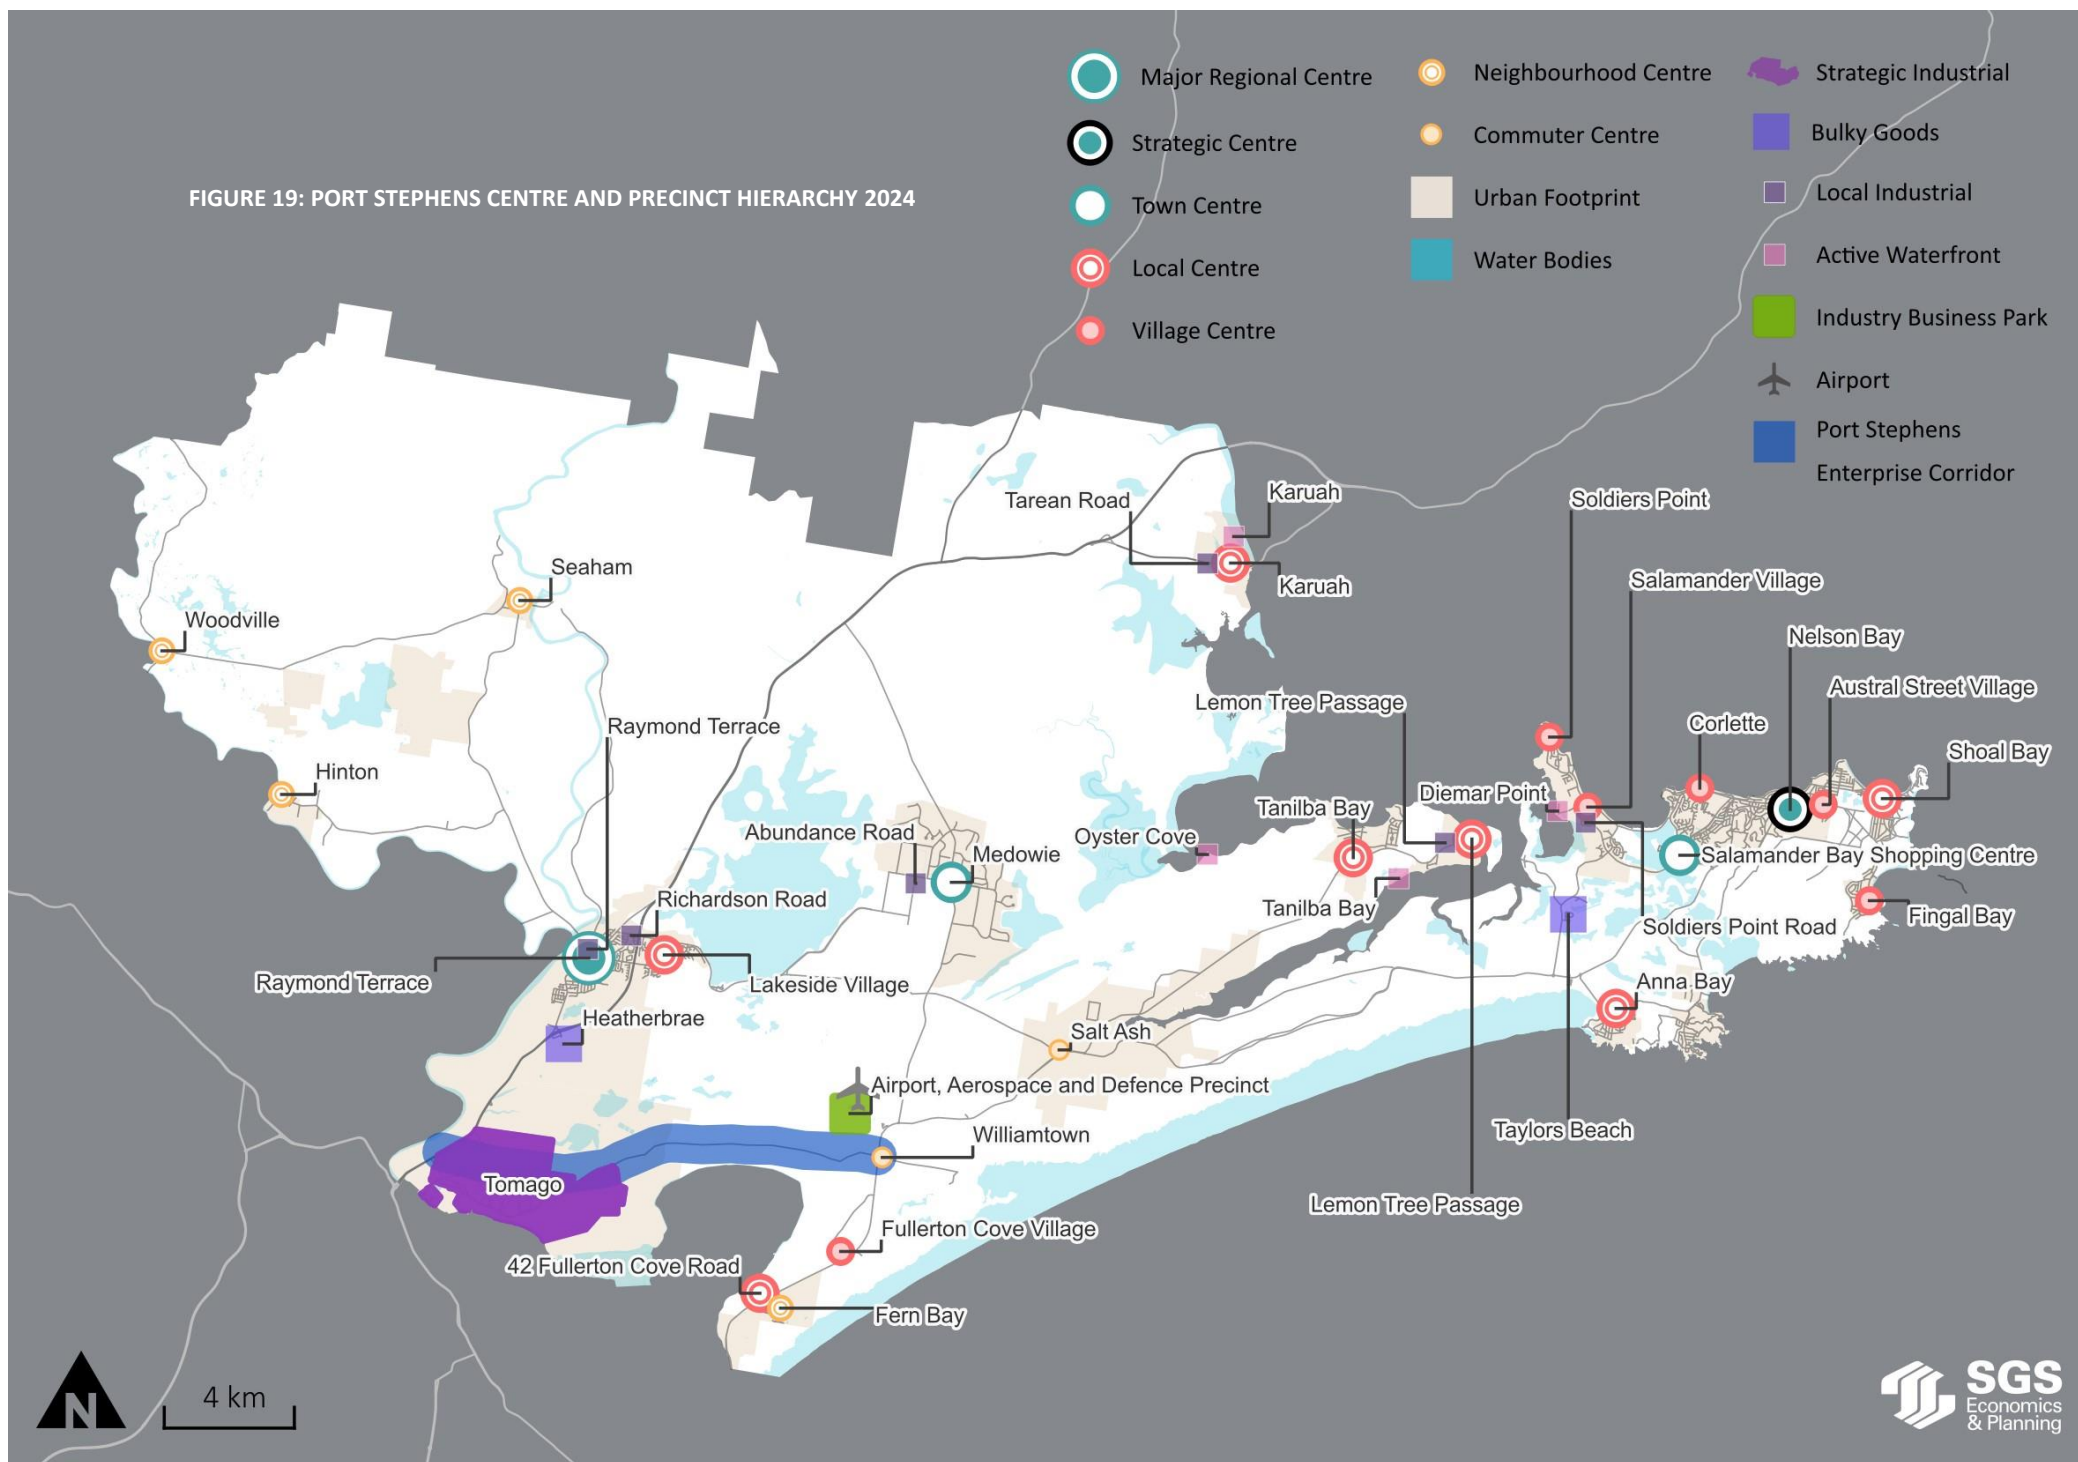 FIGURE 19: PORT STEPHENS CENTRE AND PRECINCT HIERARCHY 2024
Major Regional Centre
Strategic Centre
Town Centre
Local Centre
Village Centre
Neighbourhood Centre
Commuter Centre
Urban Footprint
Water Bodies
Strategic Industrial
Bulky Goods
Local Industrial
Active Waterfront
Industry Business Park
Airport
Port Stephens
Enterprise Corridor
Tarean Road
Karuah
Soldiers Point
Seaham
Karuah
Salamander Village
Woodville
Nelson Bay
Austral Street Village
Lemon Tree Passage
Raymond Terrace
Corlette
Shoal Bay
Hinton
Diemar Point
Tanilba Bay
Abundance Road
Oyster Cove
Medowie
Salamander Bay Shopping Centre
Richardson Road
Tanilba Bay
Fingal Bay
Soldiers Point Road
Raymond Terrace
Lakeside Village
Anna Bay
Heatherbrae
Salt Ash
Airport, Aerospace and Defence Precinct
Taylors Beach
Williamtown
Tomago
Lemon Tree Passage
Fullerton Cove Village
42 Fullerton Cove Road
Fern Bay
N
4 km
SGS
Economics
& Planning